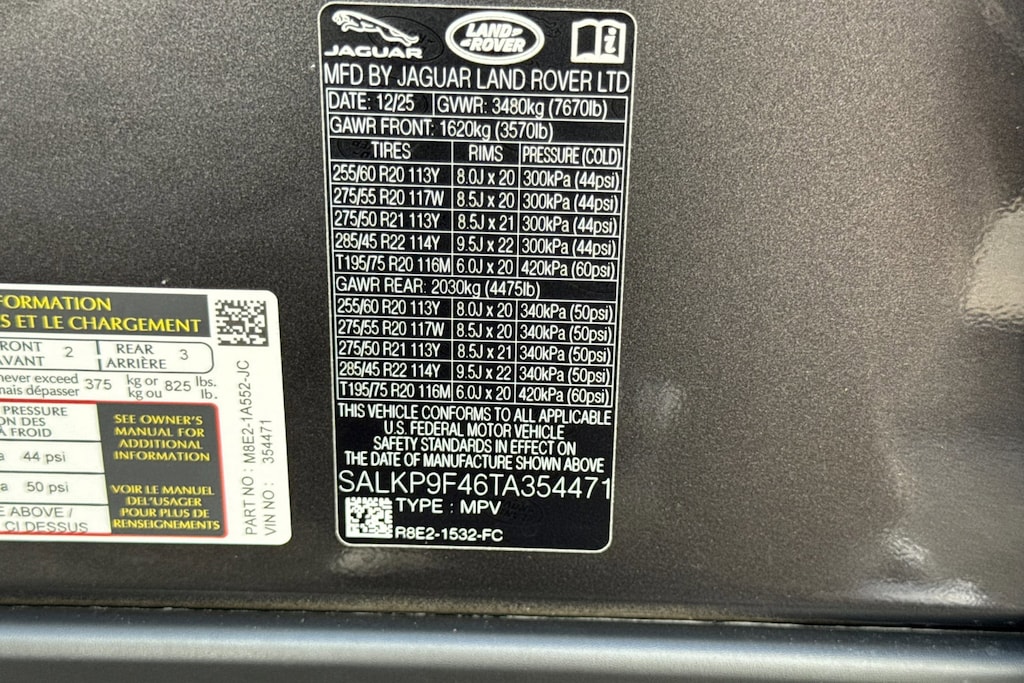 JAGUAR
LAND ROVER
MFD BY JAGUAR LAND ROVER LTD
DATE: 12/25 GVWR: 3480kg (7670lb)
GAWR FRONT: 1620kg (3570lb)
TIRES RIMS PRESSURE (COLD)
255/60 R20 113Y 8.0J x 20 300kPa (44psi)
275/55 R20 117W 8.5J x 20 300kPa (44psi)
275/50 R21 113Y 8.5J x 21 300kPa (44psi)
285/45 R22 114Y 9.5J x 22 300kPa (44psi)
T195/75 R20 116M 6.0J x 20 420kPa (60psi)
GAWR REAR: 2030kg (4475lb)
255/60 R20 113Y 8.0J x 20 340kPa (50psi)
275/55 R20 117W 8.5J x 20 340kPa (50psi)
275/50 R21 113Y 8.5J x 21 340kPa (50psi)
285/45 R22 114Y 9.5J x 22 340kPa (50psi)
T195/75 R20 116M 6.0J x 20 420kPa (60psi)
THIS VEHICLE CONFORMS TO ALL APPLICABLE
U.S. FEDERAL MOTOR VEHICLE
SAFETY STANDARDS IN EFFECT ON
THE DATE OF MANUFACTURE SHOWN ABOVE
SALKP9F46TA354471
TYPE : MPV
R8E2-1532-FC
FORMATION
S ET LE CHARGEMENT
FRONT 2 REAR 3
AVANT ARRIÈRE
never exceed 375 kg or 825 lbs.
mais dépasser kg ou lb.
PRESSURE
ON DES
À FROID
a 44 psi
a 50 psi
E ABOVE /
CI DESSUS
SEE OWNER'S
MANUAL FOR
ADDITIONAL
INFORMATION
VOIR LE MANUEL
DE L'USAGER
POUR PLUS DE
RENSEIGNEMENTS
PART NO : M8E2-1A552-JC
VIN NO : 354471